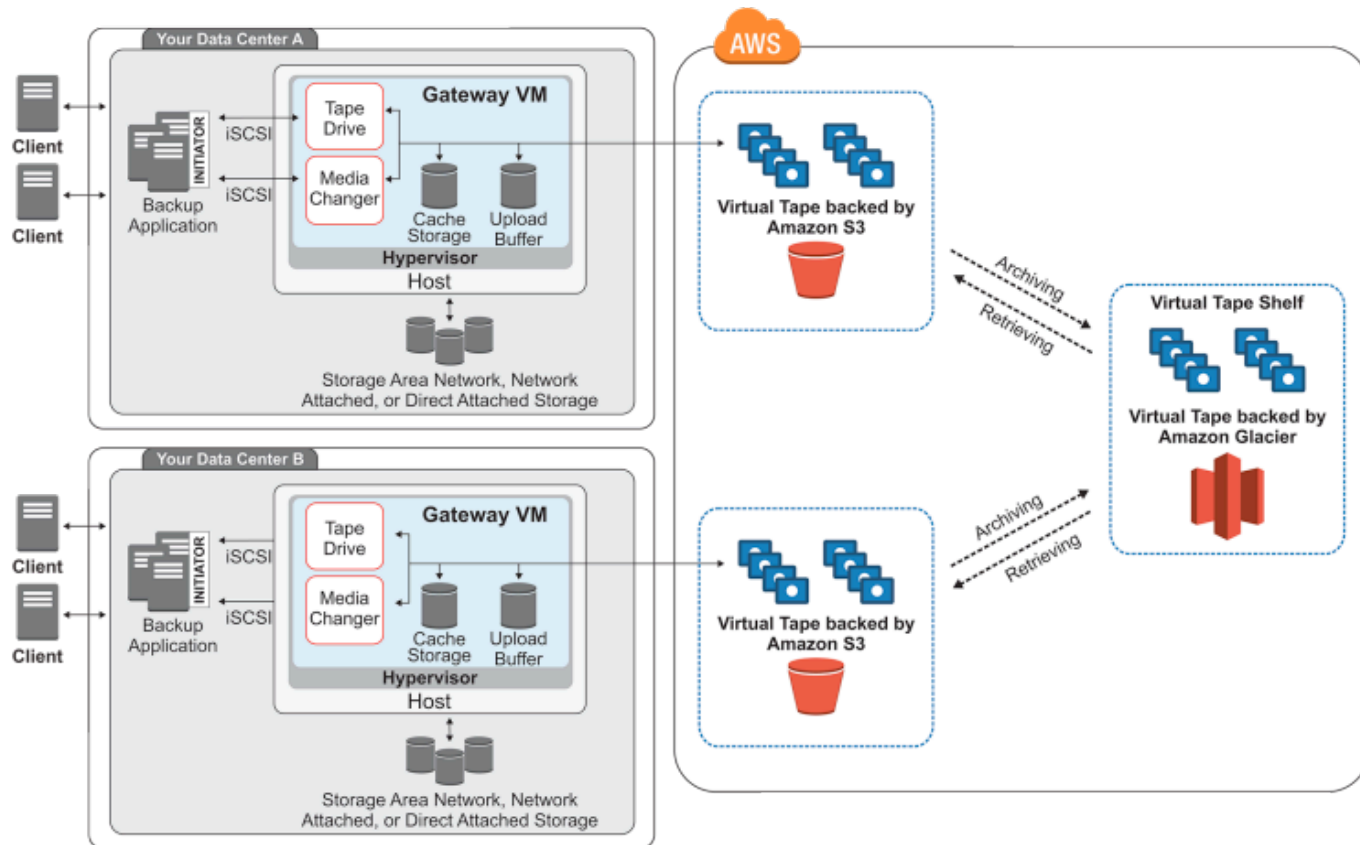 AWS
Your Data Center A
Client
Client
INITIATOR
Backup
Application
iSCSI
iSCSI
Gateway VM
Tape
Drive
Media
Changer
Cache
Storage
Upload
Buffer
Hypervisor
Host
Storage Area Network, Network
Attached, or Direct Attached Storage
Virtual Tape backed by
Amazon S3
Archiving
Retrieving
Virtual Tape Shelf
Virtual Tape backed by
Amazon Glacier
Your Data Center B
Client
Client
INITIATOR
Backup
Application
iSCSI
iSCSI
Gateway VM
Tape
Drive
Media
Changer
Cache
Storage
Upload
Buffer
Hypervisor
Host
Storage Area Network, Network
Attached, or Direct Attached Storage
Virtual Tape backed by
Amazon S3
Archiving
Retrieving